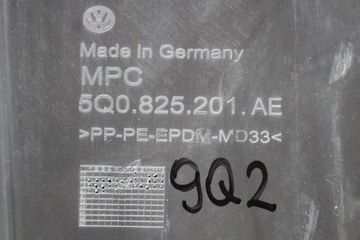 Made in Germany
MPC
5Q0.825.201.AE
>PP-PE-EPDM-MD33<
9Q2